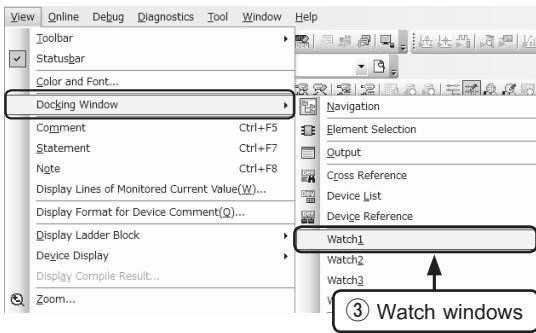 View Online Debug Diagnostics Tool Window Help
Toolbar
Statusbar
Color and Font...
Docking Window
Comment Ctrl+F5
Statement Ctrl+F7
Note Ctrl+F8
Display Lines of Monitored Current Value(W)...
Display Format for Device Comment(O)...
Display Ladder Block
Device Display
Display Compile Result...
Zoom...
Navigation
Element Selection
Output
Cross Reference
Device List
Device Reference
Watch1
Watch2
Watch3
③ Watch windows